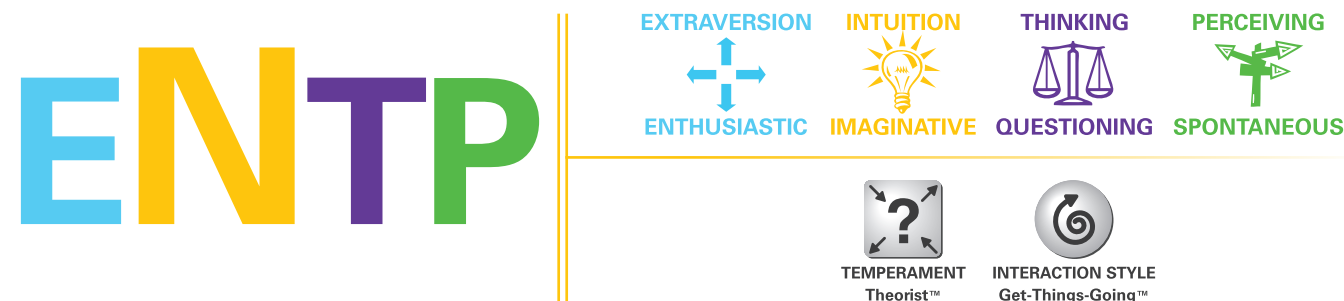 ENTP
EXTRAVERSION INTUITION THINKING PERCEIVING
ENTHUSIASTIC IMAGINATIVE QUESTIONING SPONTANEOUS
?
TEMPERAMENT INTERACTION STYLE
Theorist™ Get-Things-Going™